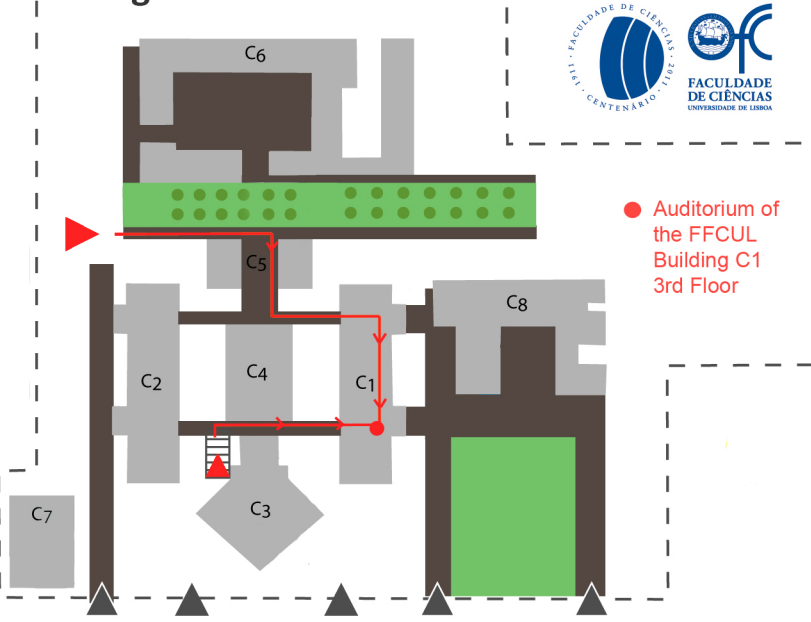 C6
1911 · FACULDADE DE CIÊNCIAS · 2011
· CENTENÁRIO ·
FACULDADE
DE CIÊNCIAS
UNIVERSIDADE DE LISBOA
Auditorium of
the FFCUL
Building C1
3rd Floor
C5
C8
C2
C4
C1
C3
C7